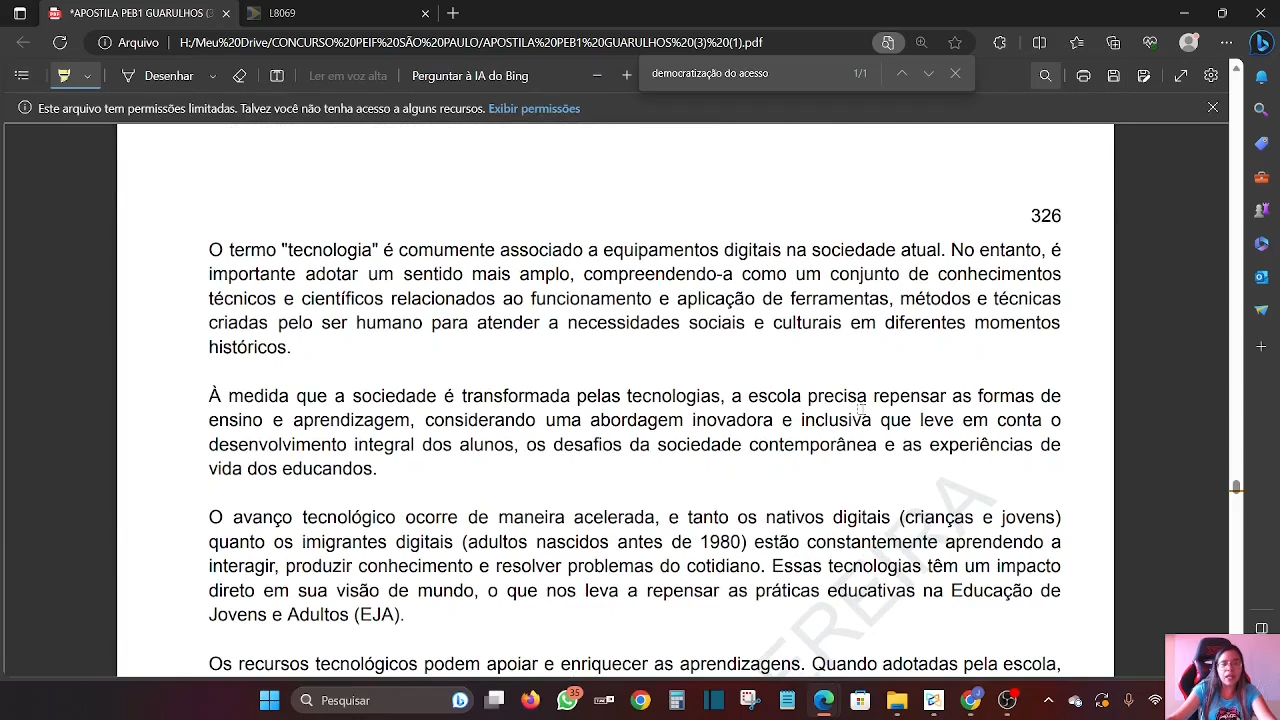 *APOSTILA PEB1 GUARULHOS (3
L8069
Arquivo
H:/Meu%20Drive/CONCURSO%20PEIF%20SÃO%20PAULO/APOSTILA%20PEB1%20GUARULHOS%20(3)%20(1).pdf
Desenhar
Ler em voz alta
Perguntar à IA do Bing
democratização do acesso
1/1
Este arquivo tem permissões limitadas. Talvez você não tenha acesso a alguns recursos. Exibir permissões
326
O termo "tecnologia" é comumente associado a equipamentos digitais na sociedade atual. No entanto, é
importante adotar um sentido mais amplo, compreendendo-a como um conjunto de conhecimentos
técnicos e científicos relacionados ao funcionamento e aplicação de ferramentas, métodos e técnicas
criadas pelo ser humano para atender a necessidades sociais e culturais em diferentes momentos
históricos.
À medida que a sociedade é transformada pelas tecnologias, a escola precisa repensar as formas de
ensino e aprendizagem, considerando uma abordagem inovadora e inclusiva que leve em conta o
desenvolvimento integral dos alunos, os desafios da sociedade contemporânea e as experiências de
vida dos educandos.
O avanço tecnológico ocorre de maneira acelerada, e tanto os nativos digitais (crianças e jovens)
quanto os imigrantes digitais (adultos nascidos antes de 1980) estão constantemente aprendendo a
interagir, produzir conhecimento e resolver problemas do cotidiano. Essas tecnologias têm um impacto
direto em sua visão de mundo, o que nos leva a repensar as práticas educativas na Educação de
Jovens e Adultos (EJA).
Os recursos tecnológicos podem apoiar e enriquecer as aprendizagens. Quando adotadas pela escola,
EREIRA
Pesquisar
35